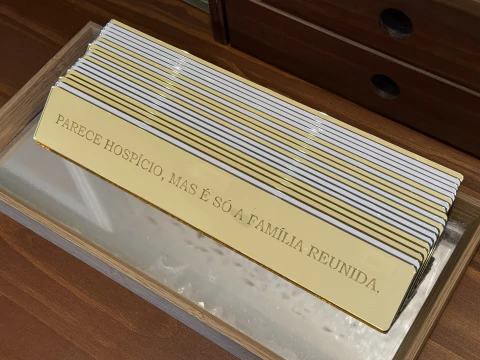 PARECE HOSPÍCIO, MAS É SÓ A FAMÍLIA REUNIDA.